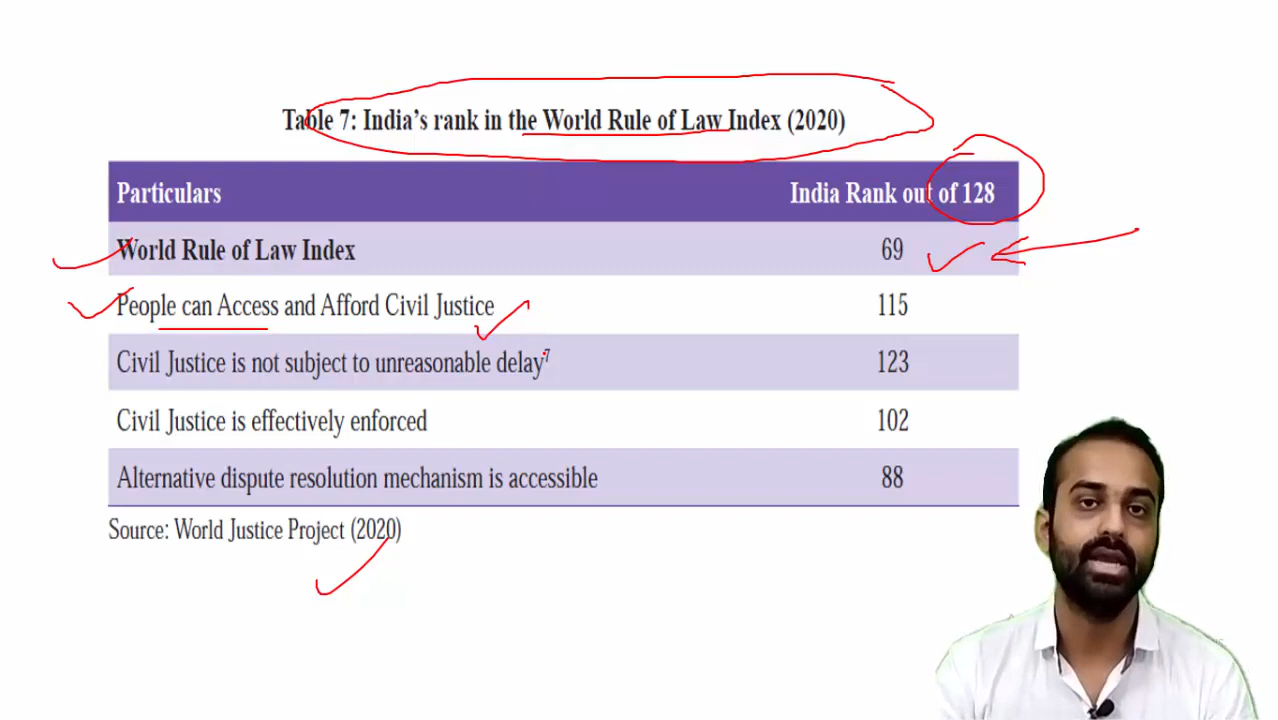 Table 7: India's rank in the World Rule of Law Index (2020)
Particulars India Rank out of 128
World Rule of Law Index 69
People can Access and Afford Civil Justice 115
Civil Justice is not subject to unreasonable delay⁷ 123
Civil Justice is effectively enforced 102
Alternative dispute resolution mechanism is accessible 88
Source: World Justice Project (2020)